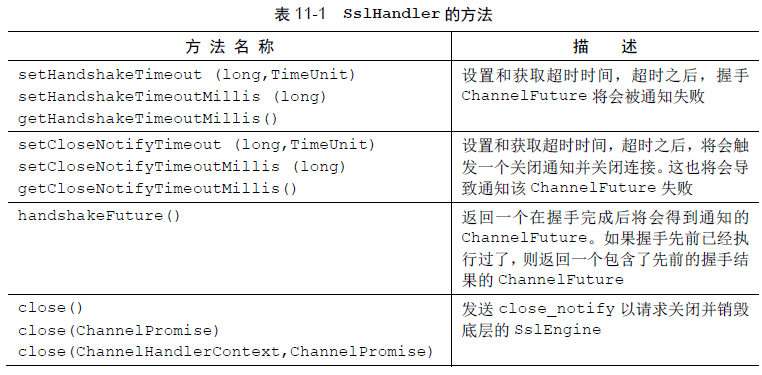 表 11-1 SslHandler 的方法
方 法 名 称
描 述
setHandshakeTimeout (long,TimeUnit)
setHandshakeTimeoutMillis (long)
getHandshakeTimeoutMillis()
设置和获取超时时间，超时之后，握手
ChannelFuture 将会被通知失败
setCloseNotifyTimeout (long,TimeUnit)
setCloseNotifyTimeoutMillis (long)
getCloseNotifyTimeoutMillis()
设置和获取超时时间，超时之后，将会触
发一个关闭通知并关闭连接。这也将会导
致通知该 ChannelFuture 失败
handshakeFuture()
返回一个在握手完成后将会得到通知的
ChannelFuture。如果握手先前已经执
行过了，则返回一个包含了先前的握手结
果的 ChannelFuture
close()
close(ChannelPromise)
close(ChannelHandlerContext,ChannelPromise)
发送 close_notify 以请求关闭并销毁
底层的 SslEngine